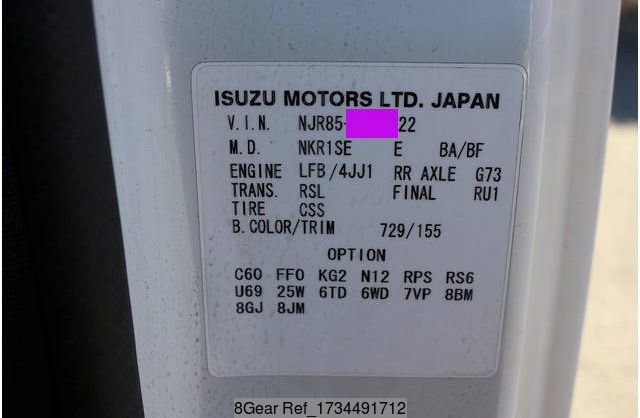 ISUZU MOTORS LTD. JAPAN
V.I.N. NJR85- 22
M.D. NKR1SE E BA/BF
ENGINE LFB/4JJ1 RR AXLE G73
TRANS. RSL FINAL RU1
TIRE CSS
B.COLOR/TRIM 729/155
OPTION
C60 FF0 KG2 N12 RPS RS6
U69 25W 6TD 6WD 7VP 8BM
8GJ 8JM
8Gear Ref_1734491712